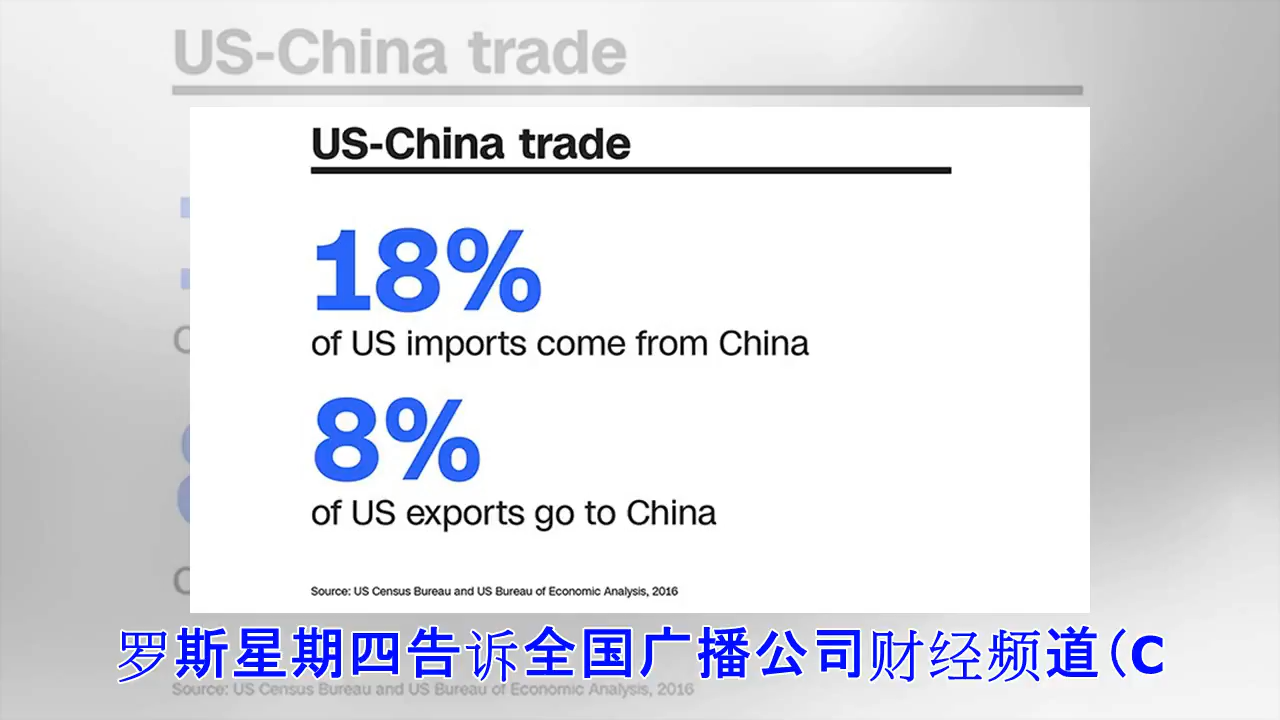 US-China trade
US-China trade
18%
of US imports come from China
8%
of US exports go to China
Source: US Census Bureau and US Bureau of Economic Analysis, 2016
罗斯星期四告诉全国广播公司财经频道(C
Source: US Census Bureau and US Bureau of Economic Analysis, 2016